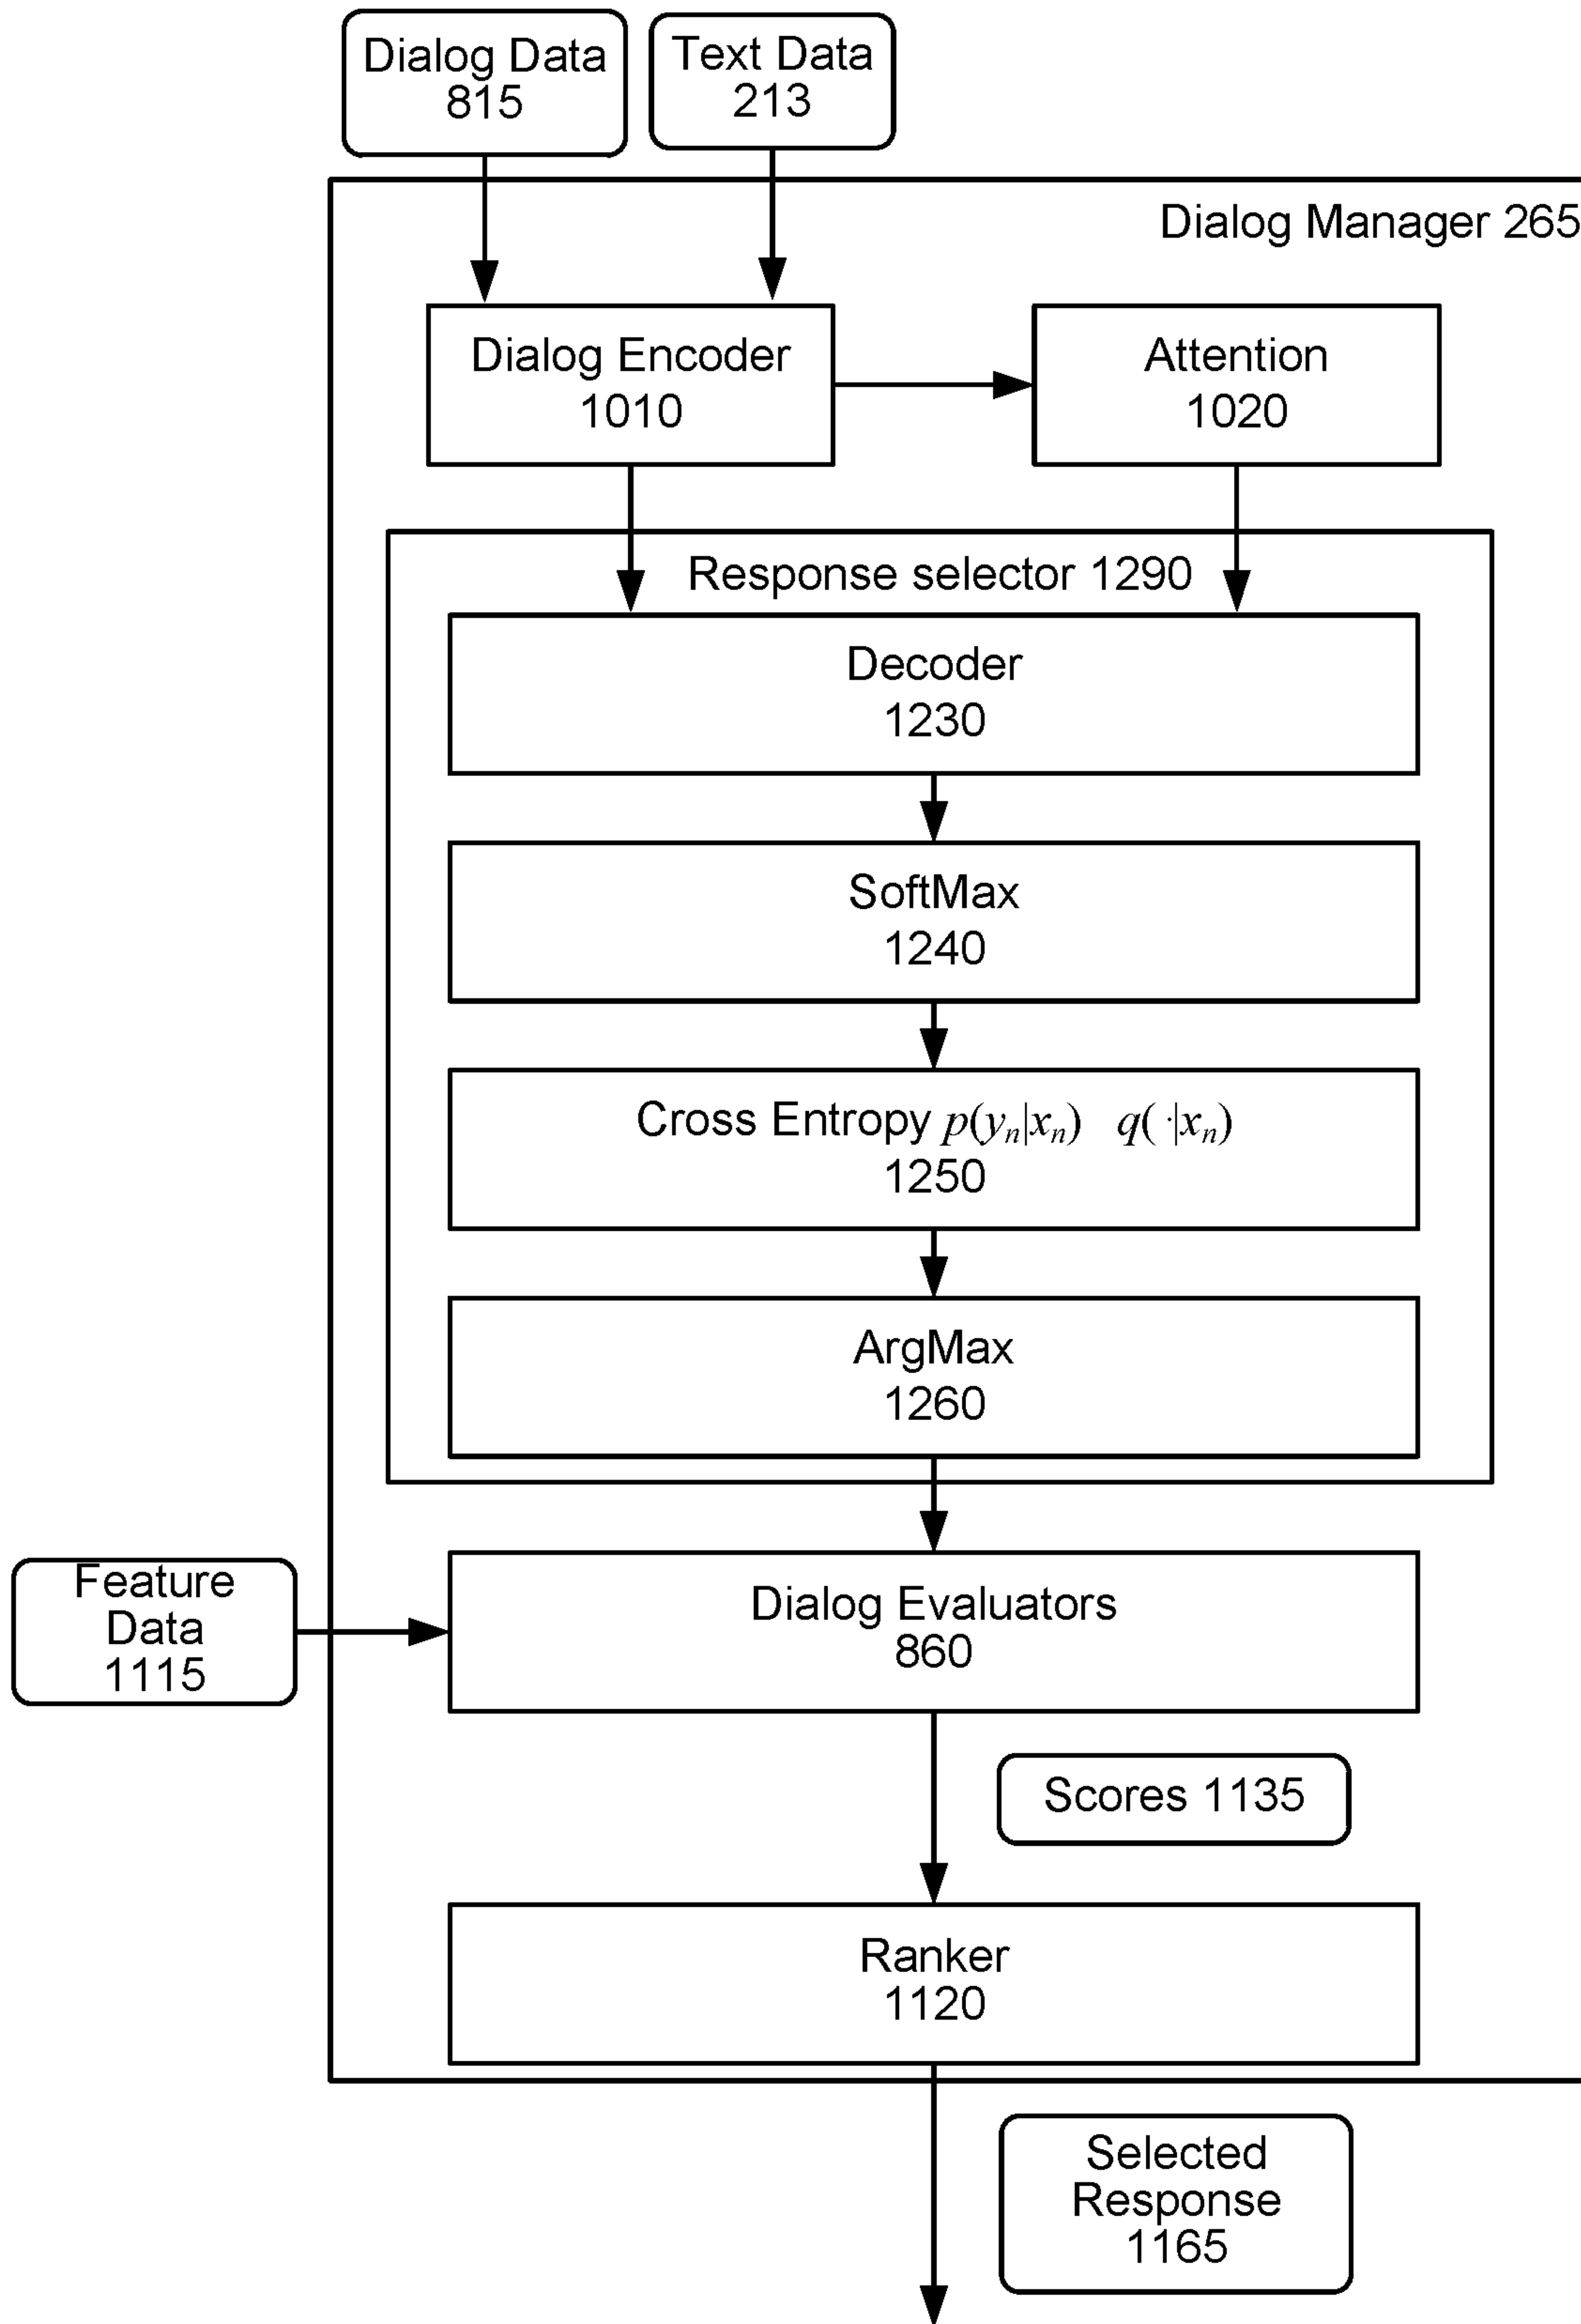 Dialog Data
815
Text Data
213
Dialog Manager 265
Dialog Encoder
1010
Attention
1020
Response selector 1290
Decoder
1230
SoftMax
1240
Cross Entropy p(yₙ|xₙ) q( ·|xₙ)
1250
ArgMax
1260
Feature
Data
1115
Dialog Evaluators
860
Scores 1135
Ranker
1120
Selected
Response
1165